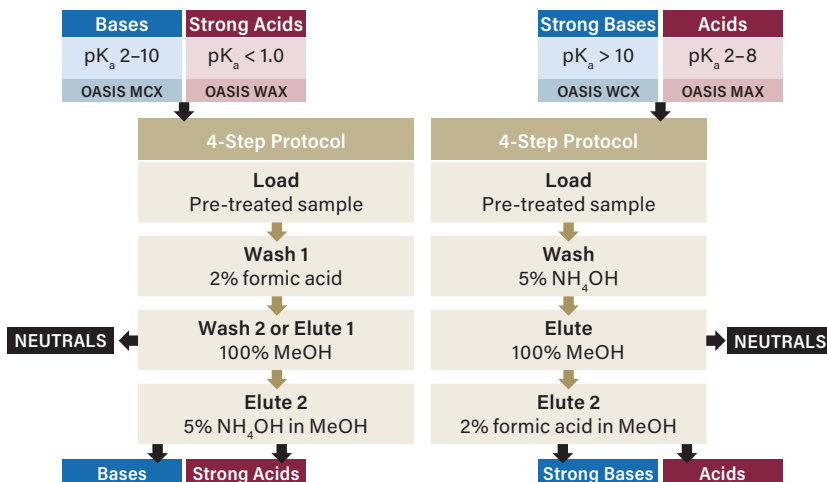 Bases
Strong Acids
pKₐ 2–10
pKₐ < 1.0
OASIS MCX
OASIS WAX
4-Step Protocol
Load
Pre-treated sample
Wash 1
2% formic acid
Wash 2 or Elute 1
100% MeOH
NEUTRALS
Elute 2
5% NH₄OH in MeOH
Bases
Strong Acids
Strong Bases
Acids
pKₐ > 10
pKₐ 2–8
OASIS WCX
OASIS MAX
4-Step Protocol
Load
Pre-treated sample
Wash
5% NH₄OH
Elute
100% MeOH
NEUTRALS
Elute 2
2% formic acid in MeOH
Strong Bases
Acids